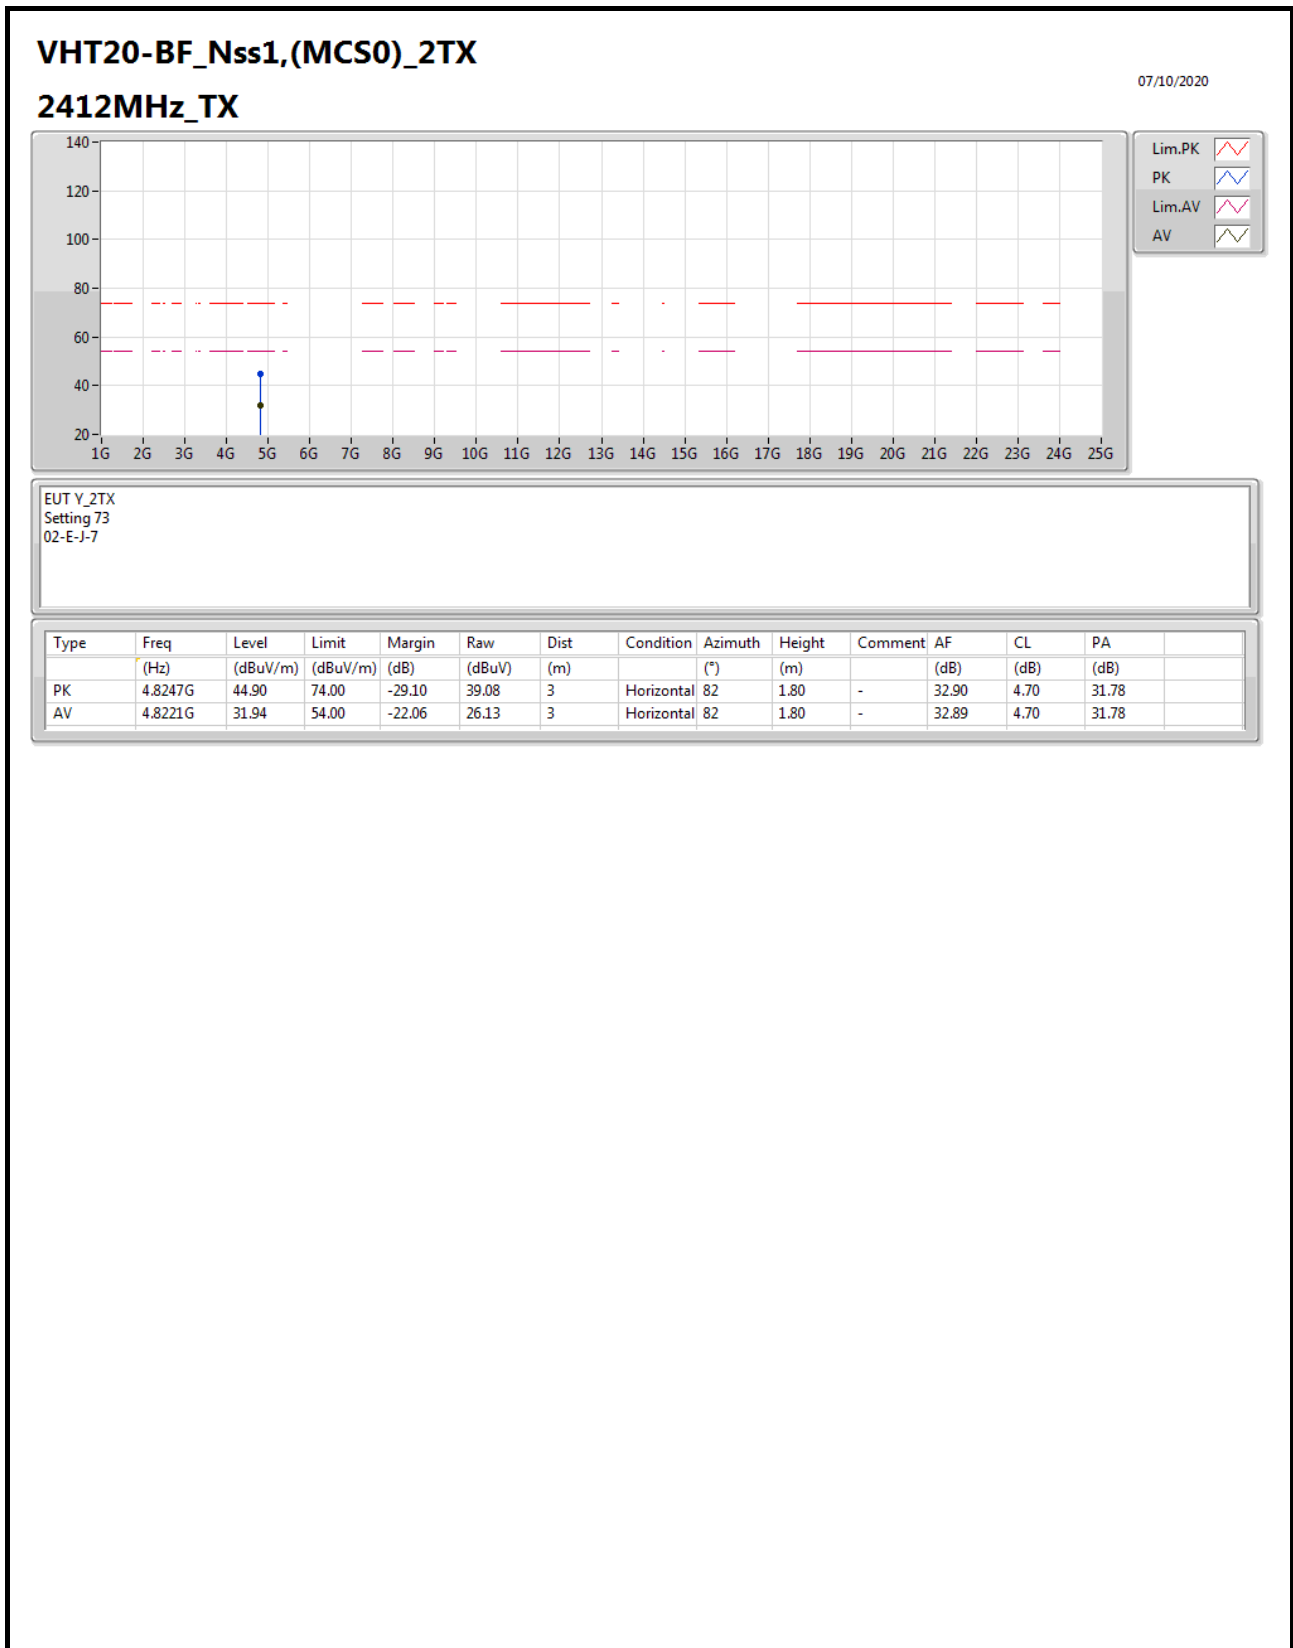 VHT20-BF_Nss1,(MCS0)_2TX
07/10/2020
2412MHz_TX
140
120
100
80
60
40
20
1G 2G 3G 4G 5G 6G 7G 8G 9G 10G 11G 12G 13G 14G 15G 16G 17G 18G 19G 20G 21G 22G 23G 24G 25G
Lim.PK
PK
Lim.AV
AV
EUT Y_2TX
Setting 73
02-E-J-7
Type Freq Level Limit Margin Raw Dist Condition Azimuth Height Comment AF CL PA
(Hz) (dBuV/m) (dBuV/m) (dB) (dBuV) (m) (°) (m) (dB) (dB) (dB)
PK 4.8247G 44.90 74.00 -29.10 39.08 3 Horizontal 82 1.80 - 32.90 4.70 31.78
AV 4.8221G 31.94 54.00 -22.06 26.13 3 Horizontal 82 1.80 - 32.89 4.70 31.78